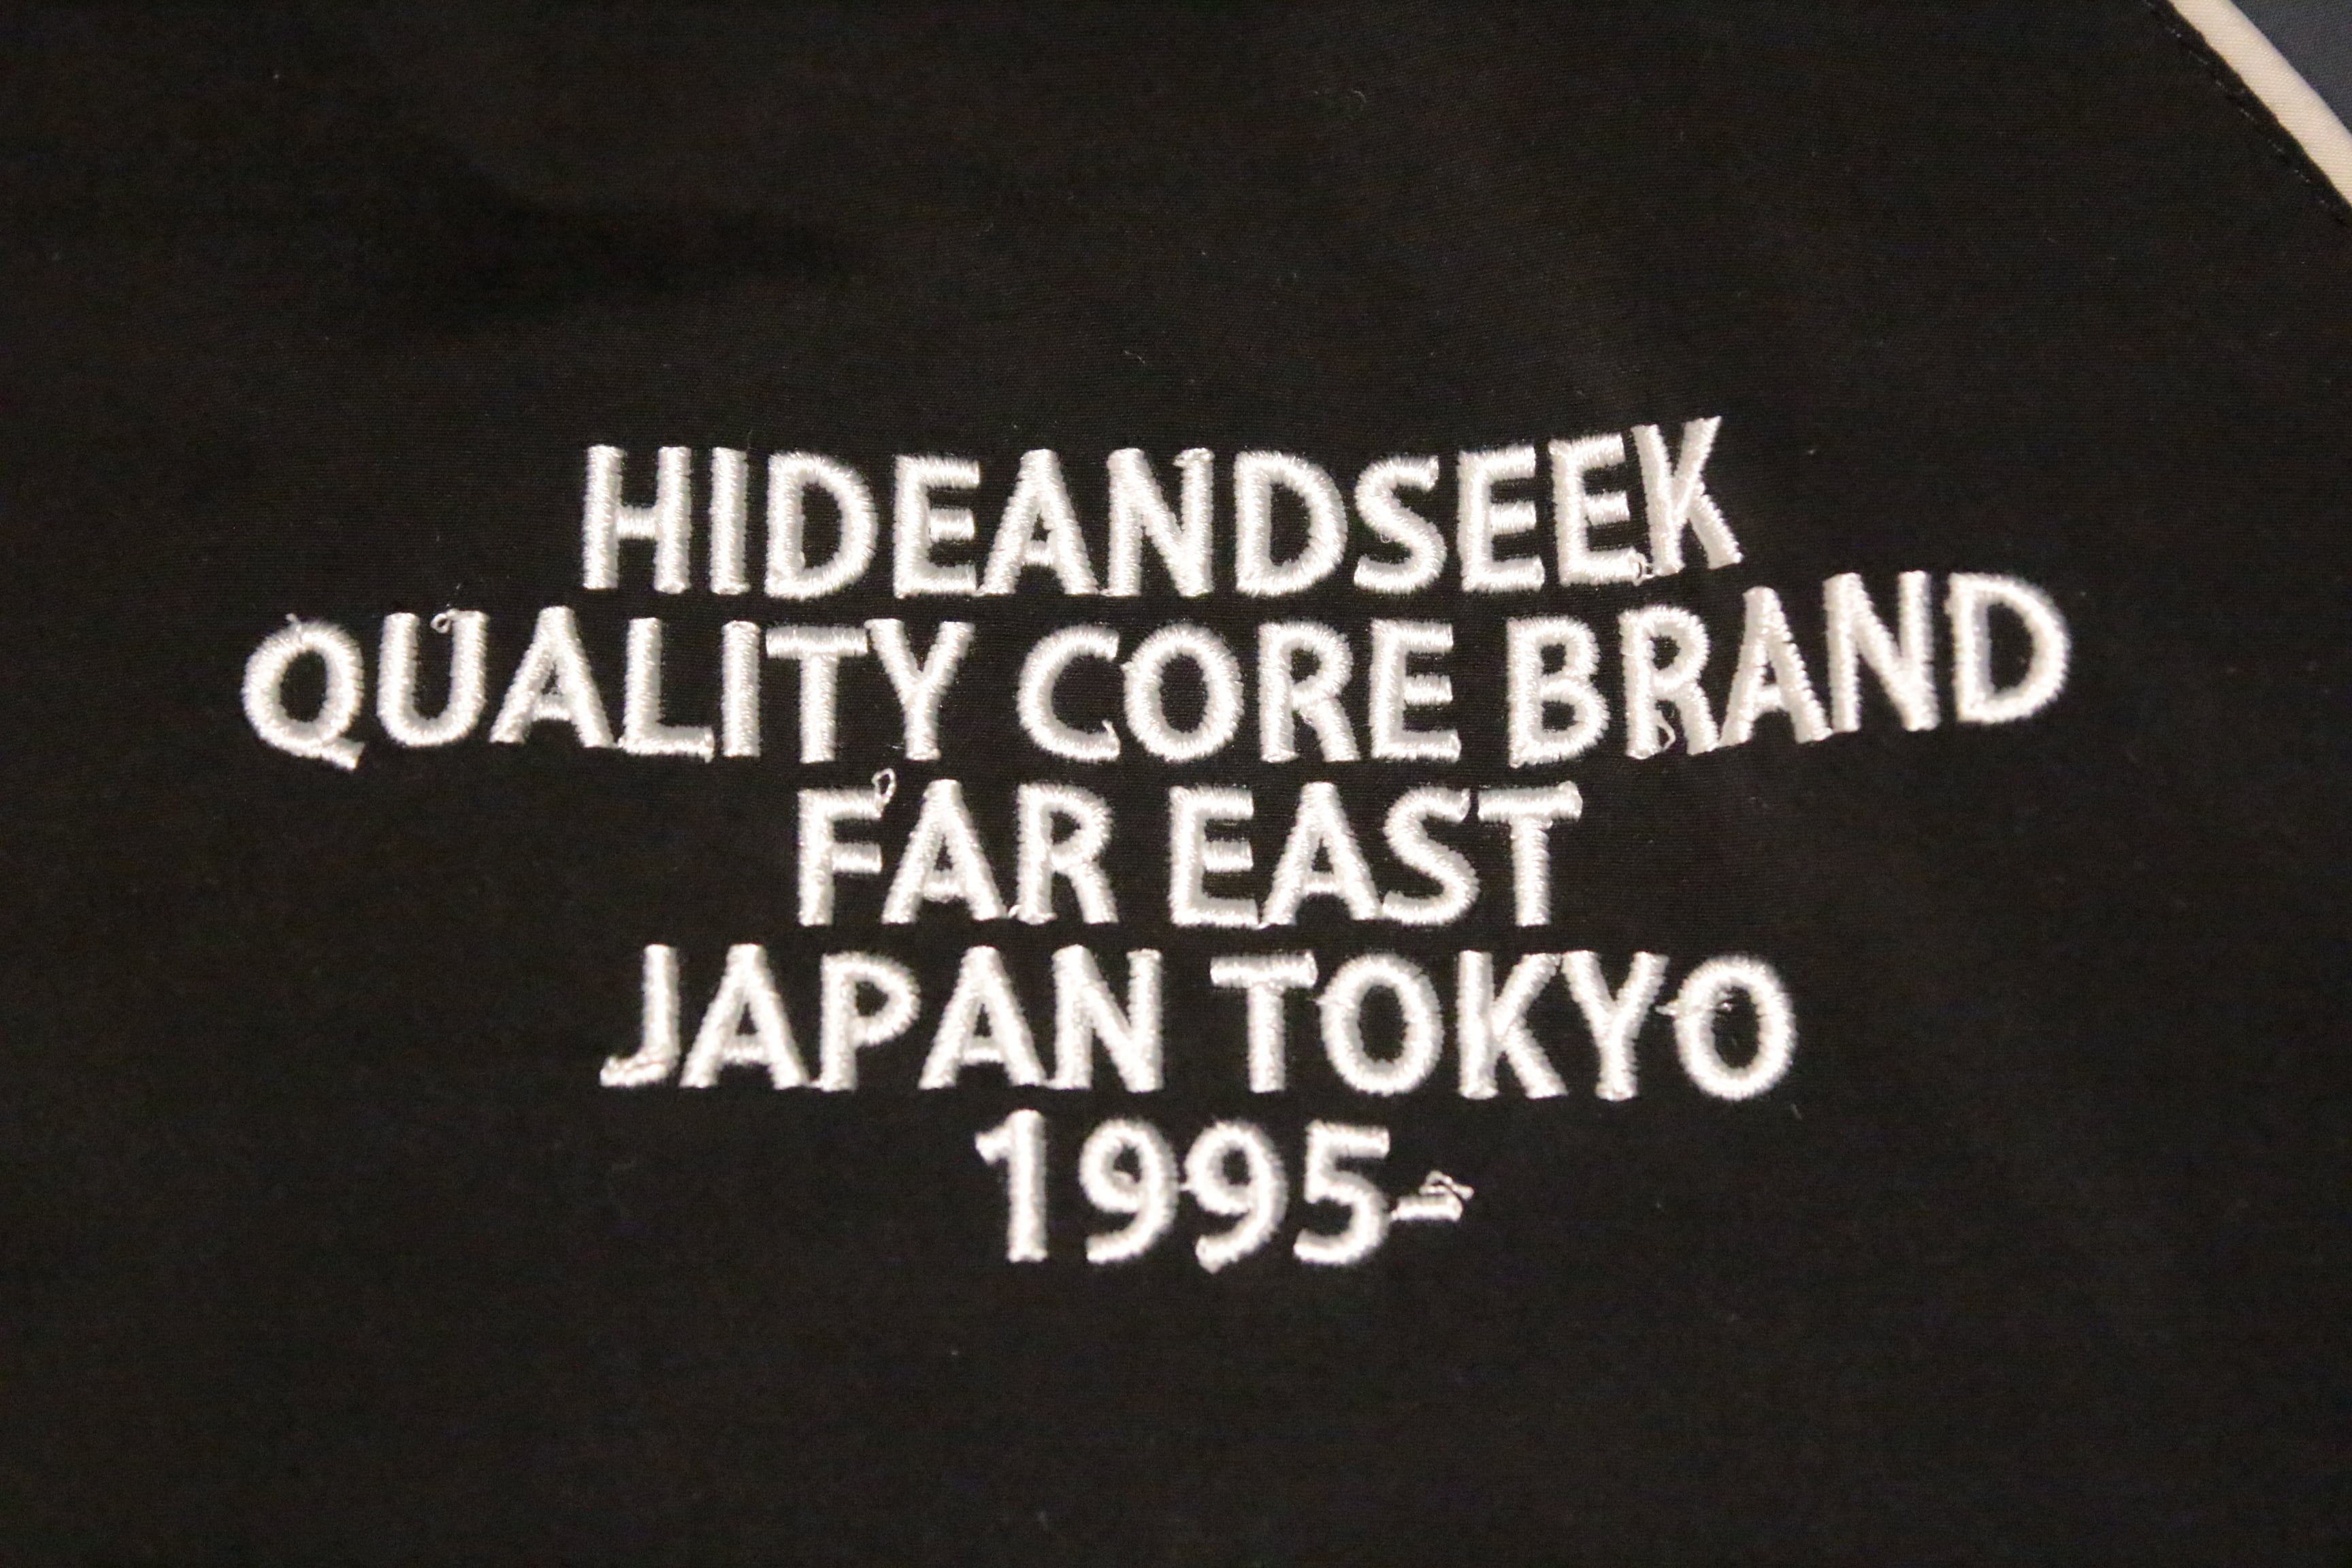 HIDEANDSEEK
QUALITY CORE BRAND
FAR EAST
JAPAN TOKYO
1995-